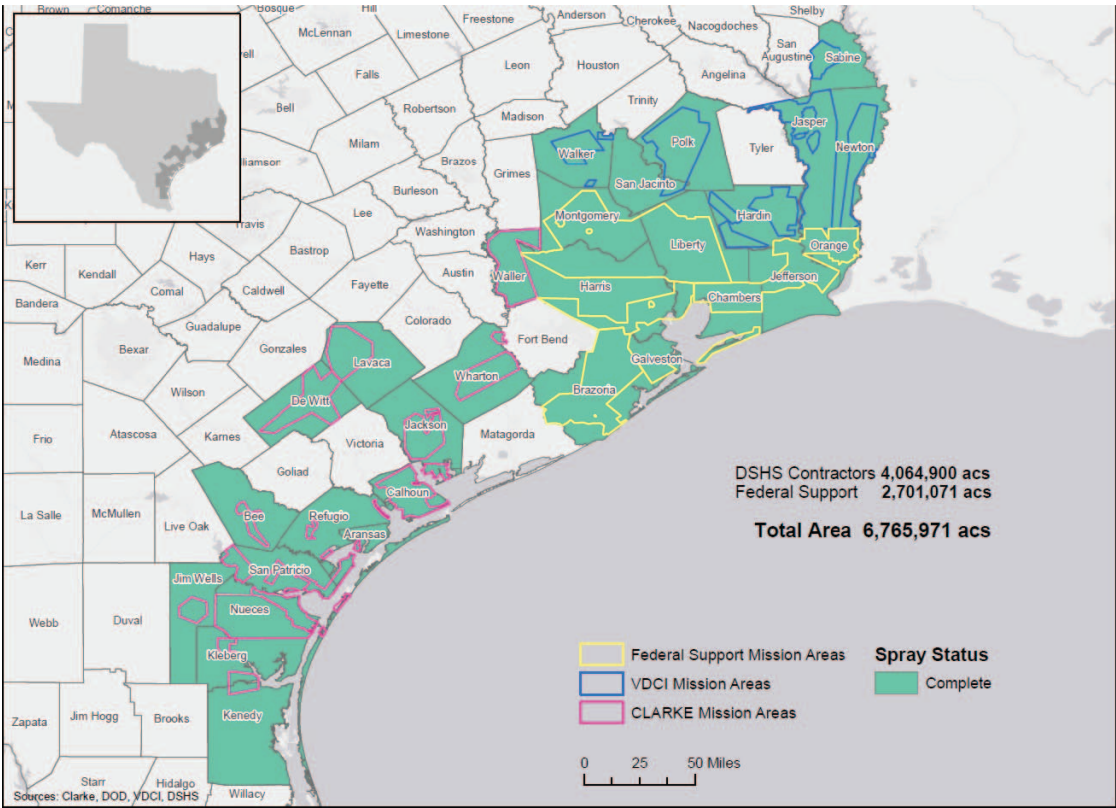 Brown
Comanche
Bosque
Hill
Freestone
Anderson
Cherokee
Nacogdoches
Shelby
McLennan
Limestone
San
Augustine
Sabine
Falls
Leon
Houston
Angelina
Bell
Robertson
Trinity
Madison
Jasper
Milam
Walker
Polk
Tyler
Newton
Brazos
Grimes
San Jacinto
Burleson
Lee
Montgomery
Hardin
Washington
Liberty
Orange
Hays
Bastrop
Kerr
Kendall
Austin
Waller
Jefferson
Comal
Caldwell
Fayette
Harris
Chambers
Bandera
Guadalupe
Colorado
Fort Bend
Medina
Bexar
Gonzales
Lavaca
Galveston
Wharton
Wilson
De Witt
Brazoria
Frio
Atascosa
Karnes
Victoria
Jackson
Matagorda
Goliad
DSHS Contractors 4,064,900 acs
Federal Support 2,701,071 acs
Total Area 6,765,971 acs
Calhoun
La Salle
McMullen
Live Oak
Bee
Refugio
Aransas
San Patricio
Jim Wells
Nueces
Webb
Duval
Kleberg
Federal Support Mission Areas
VDCI Mission Areas
CLARKE Mission Areas
Spray Status
Complete
Zapata
Jim Hogg
Brooks
Kenedy
0 25 50 Miles
Starr
Hidalgo
Willacy
Sources: Clarke, DOD, VDCI, DSHS